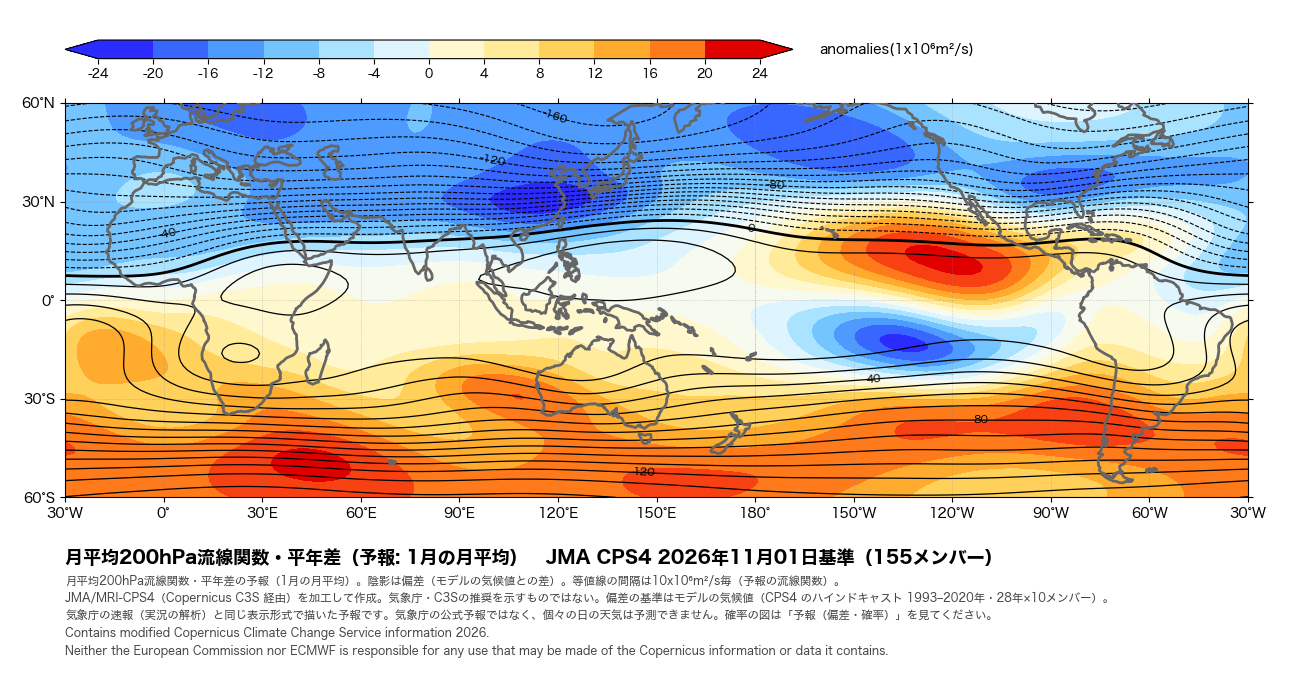 anomalies(1x10⁶m²/s)
-24 -20 -16 -12 -8 -4 0 4 8 12 16 20 24
60°N
30°N
0°
30°S
60°S
-160
-120
-80
-40
0
40
80
120
30°W 0° 30°E 60°E 90°E 120°E 150°E 180° 150°W 120°W 90°W 60°W 30°W
月平均200hPa流線関数・平年差（予報: 1月の月平均） JMA CPS4 2026年11月01日基準（155メンバー）
月平均200hPa流線関数・平年差の予報（1月の月平均）。陰影は偏差（モデルの気候値との差）。等値線の間隔は10x10⁶m²/s毎（予報の流線関数）。
JMA/MRI-CPS4（Copernicus C3S 経由）を加工して作成。気象庁・C3Sの推奨を示すものではない。偏差の基準はモデルの気候値（CPS4 のハインドキャスト 1993–2020年・28年×10メンバー）。
気象庁の速報（実況の解析）と同じ表示形式で描いた予報です。気象庁の公式予報ではなく、個々の日の天気は予測できません。確率の図は「予報（偏差・確率）」を見てください。
Contains modified Copernicus Climate Change Service information 2026.
Neither the European Commission nor ECMWF is responsible for any use that may be made of the Copernicus information or data it contains.